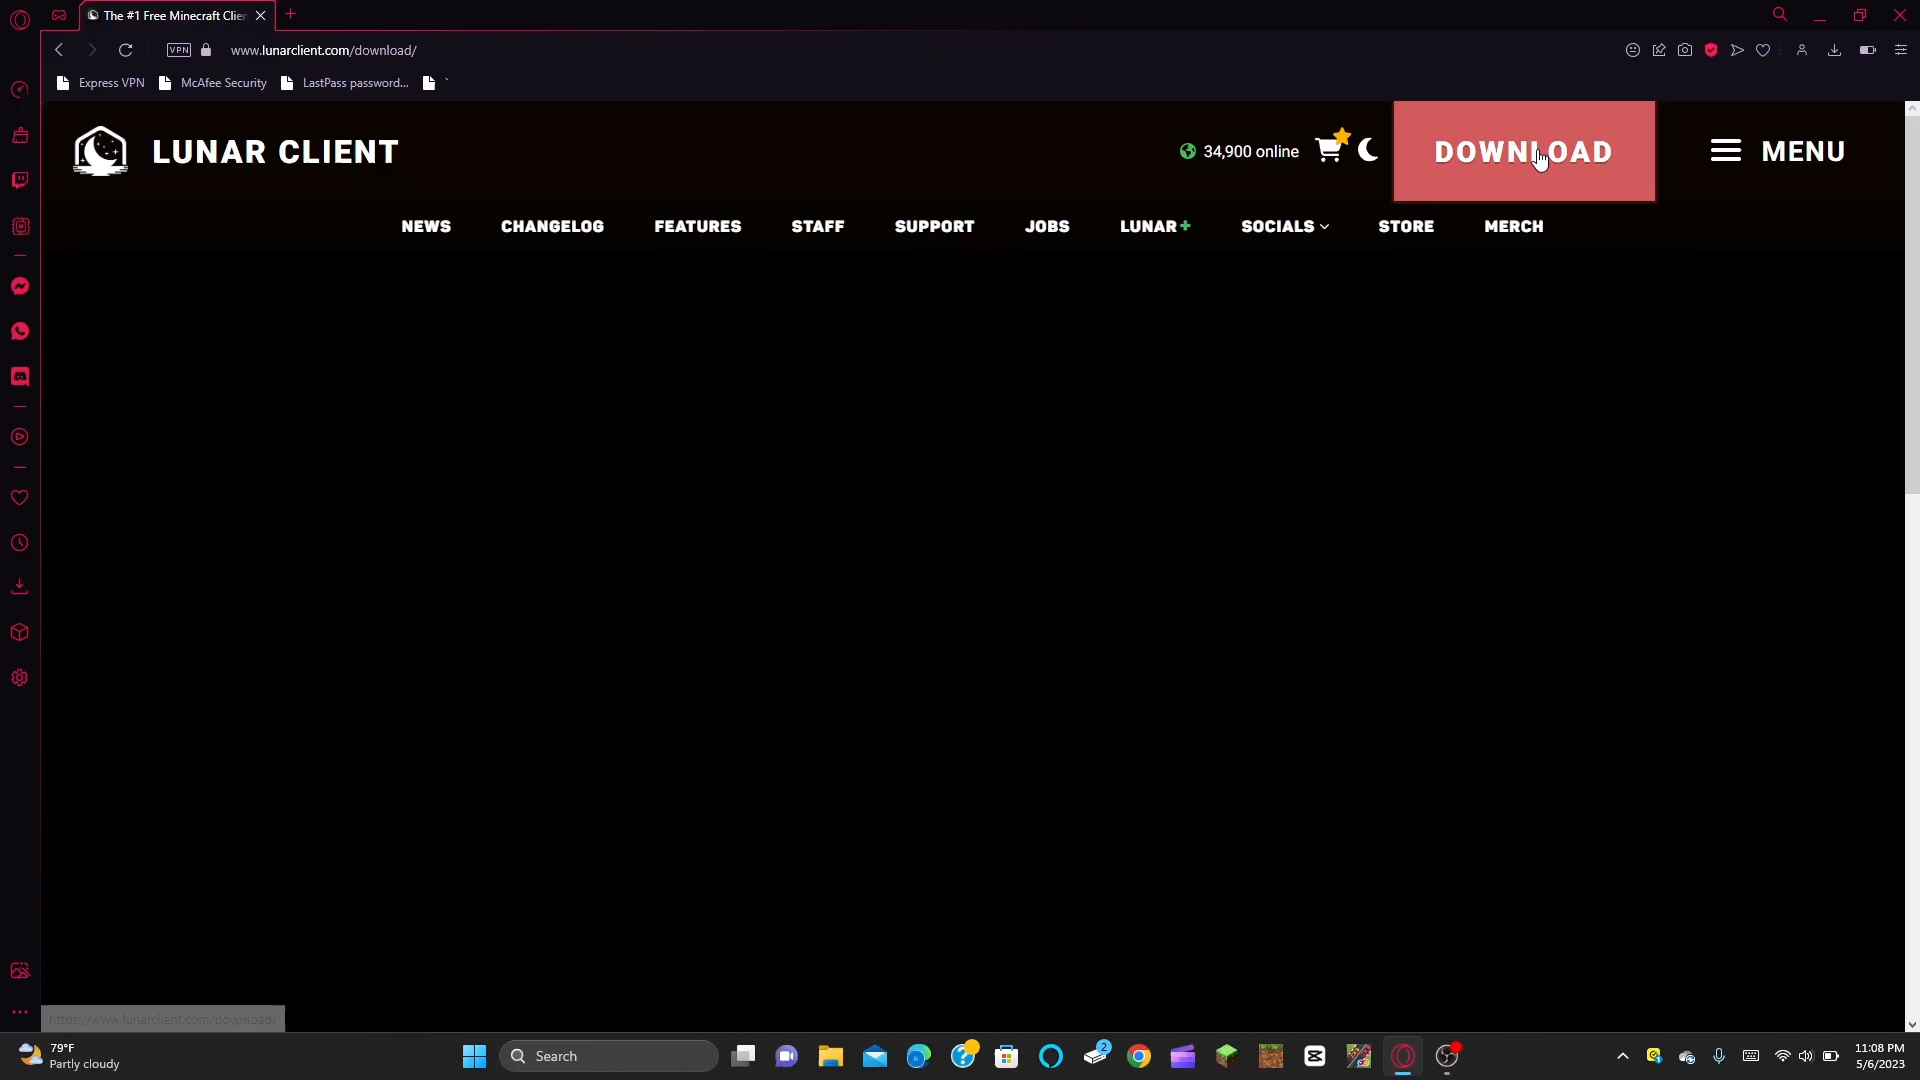 The #1 Free Minecraft Clien
VPN
www.lunarclient.com/download/
Express VPN
McAfee Security
LastPass password...
`
LUNAR CLIENT
34,900 online
DOWNLOAD
MENU
NEWS
CHANGELOG
FEATURES
STAFF
SUPPORT
JOBS
LUNAR+
SOCIALS
STORE
MERCH
https://www.lunarclient.com/download/
79°F
Partly cloudy
Search
2
11:08 PM
5/6/2023